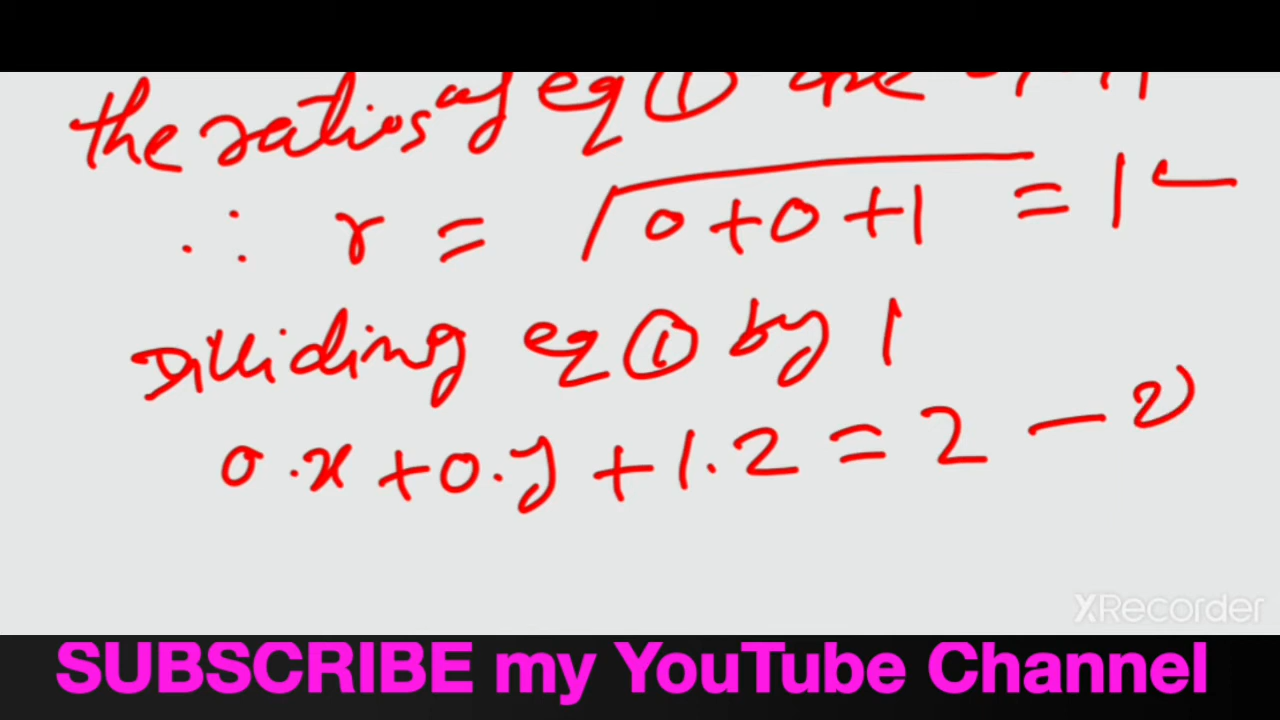 the ratios of eq ① are
∴ r = √0+0+1 = 1
Dividing eq ① by 1
0.x + 0.y + 1.z = 2 — 2)
XRecorder
SUBSCRIBE my YouTube Channel